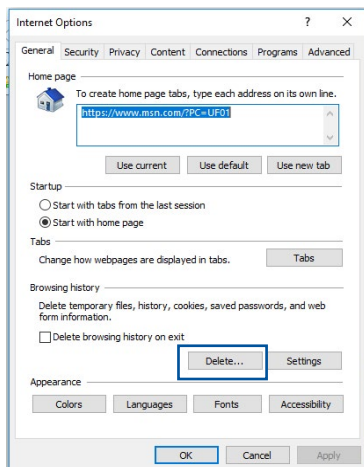 Internet Options ? ×
General Security Privacy Content Connections Programs Advanced
Home page
To create home page tabs, type each address on its own line.
https://www.msn.com/?PC=UF01
Use current Use default Use new tab
Startup
Start with tabs from the last session
Start with home page
Tabs
Change how webpages are displayed in tabs. Tabs
Browsing history
Delete temporary files, history, cookies, saved passwords, and web
form information.
Delete browsing history on exit
Delete... Settings
Appearance
Colors Languages Fonts Accessibility
OK Cancel Apply